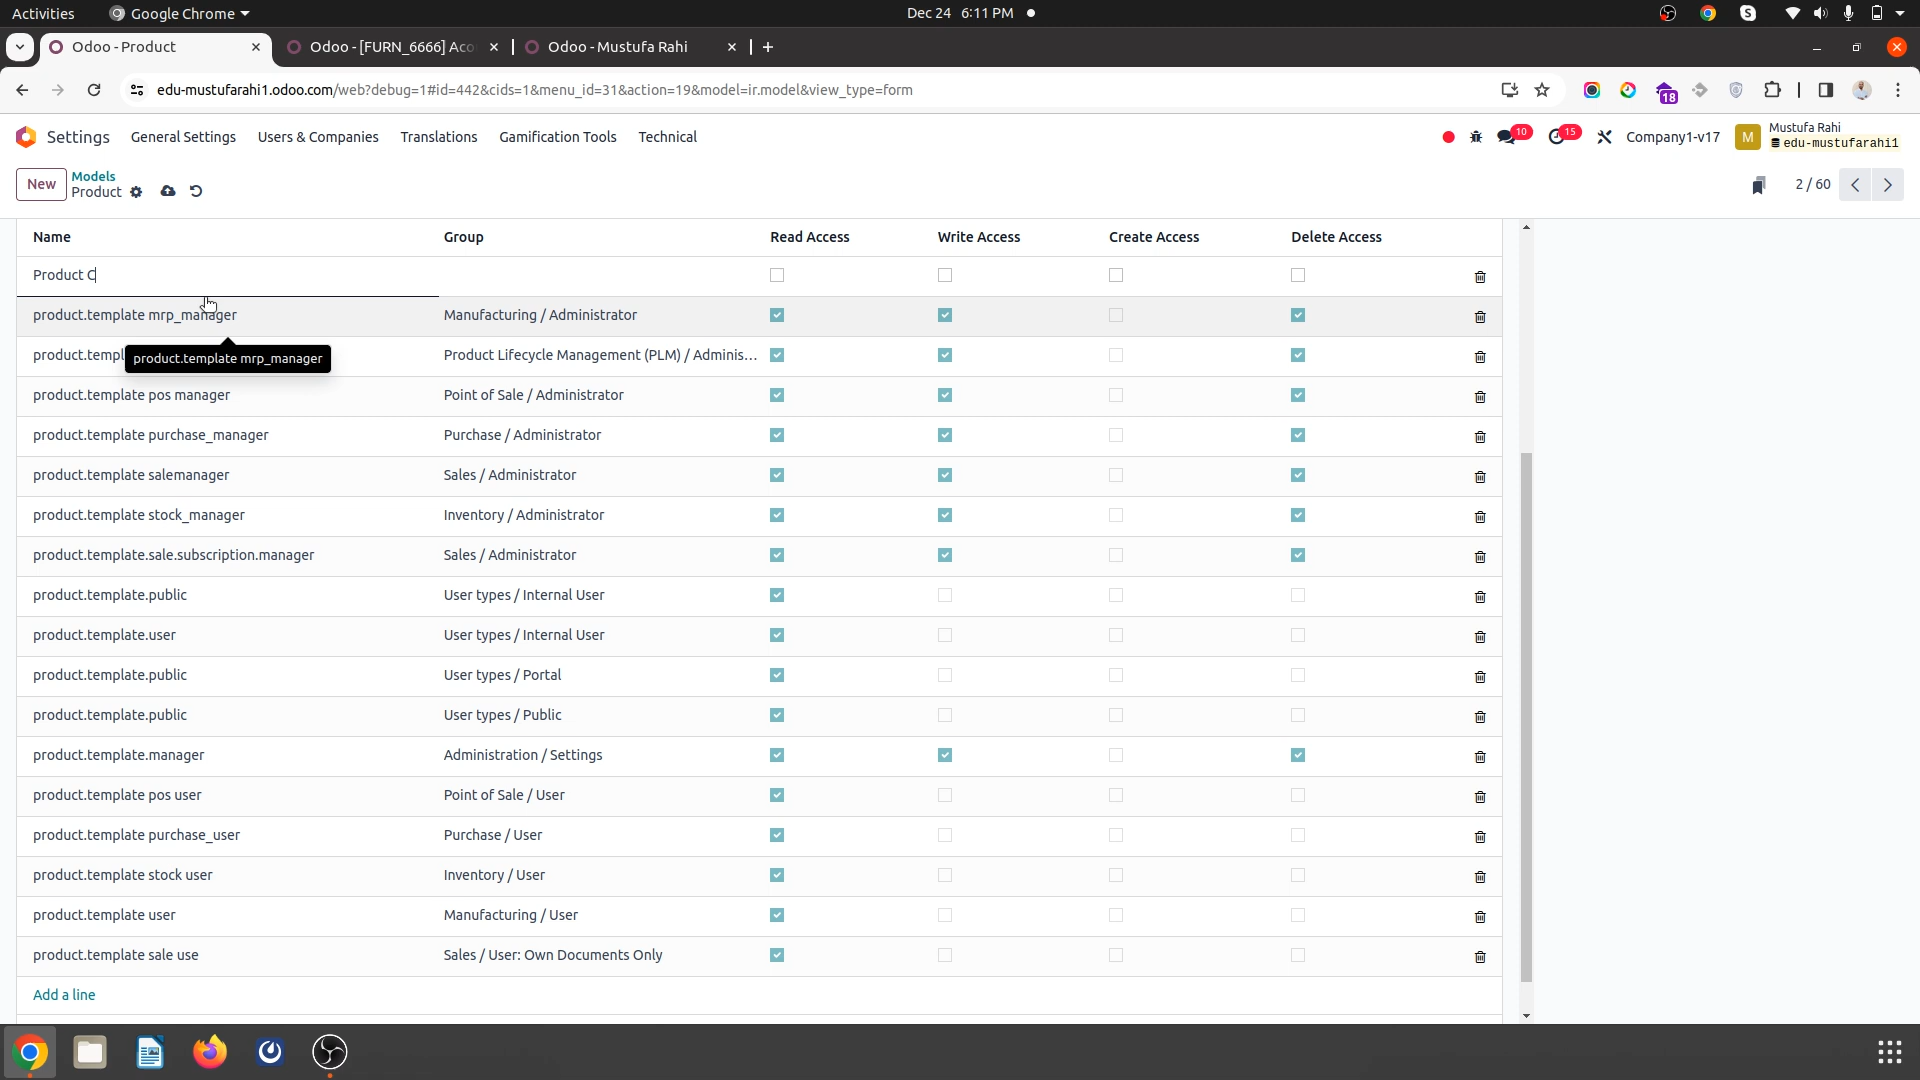 Activities Google Chrome Dec 24 6:11 PM
Odoo - Product Odoo - [FURN_6666] Aco Odoo - Mustufa Rahi
edu-mustufarahi1.odoo.com/web?debug=1#id=442&cids=1&menu_id=31&action=19&model=ir.model&view_type=form 18
Settings General Settings Users & Companies Translations Gamification Tools Technical 10 15 Company1-v17 M Mustufa Rahi
edu-mustufarahi1
New Models
Product 2 / 60
Name Group Read Access Write Access Create Access Delete Access
Product C
product.template mrp_manager Manufacturing / Administrator
product.templ Product Lifecycle Management (PLM) / Adminis...
product.template mrp_manager
product.template pos manager Point of Sale / Administrator
product.template purchase_manager Purchase / Administrator
product.template salemanager Sales / Administrator
product.template stock_manager Inventory / Administrator
product.template.sale.subscription.manager Sales / Administrator
product.template.public User types / Internal User
product.template.user User types / Internal User
product.template.public User types / Portal
product.template.public User types / Public
product.template.manager Administration / Settings
product.template pos user Point of Sale / User
product.template purchase_user Purchase / User
product.template stock user Inventory / User
product.template user Manufacturing / User
product.template sale use Sales / User: Own Documents Only
Add a line